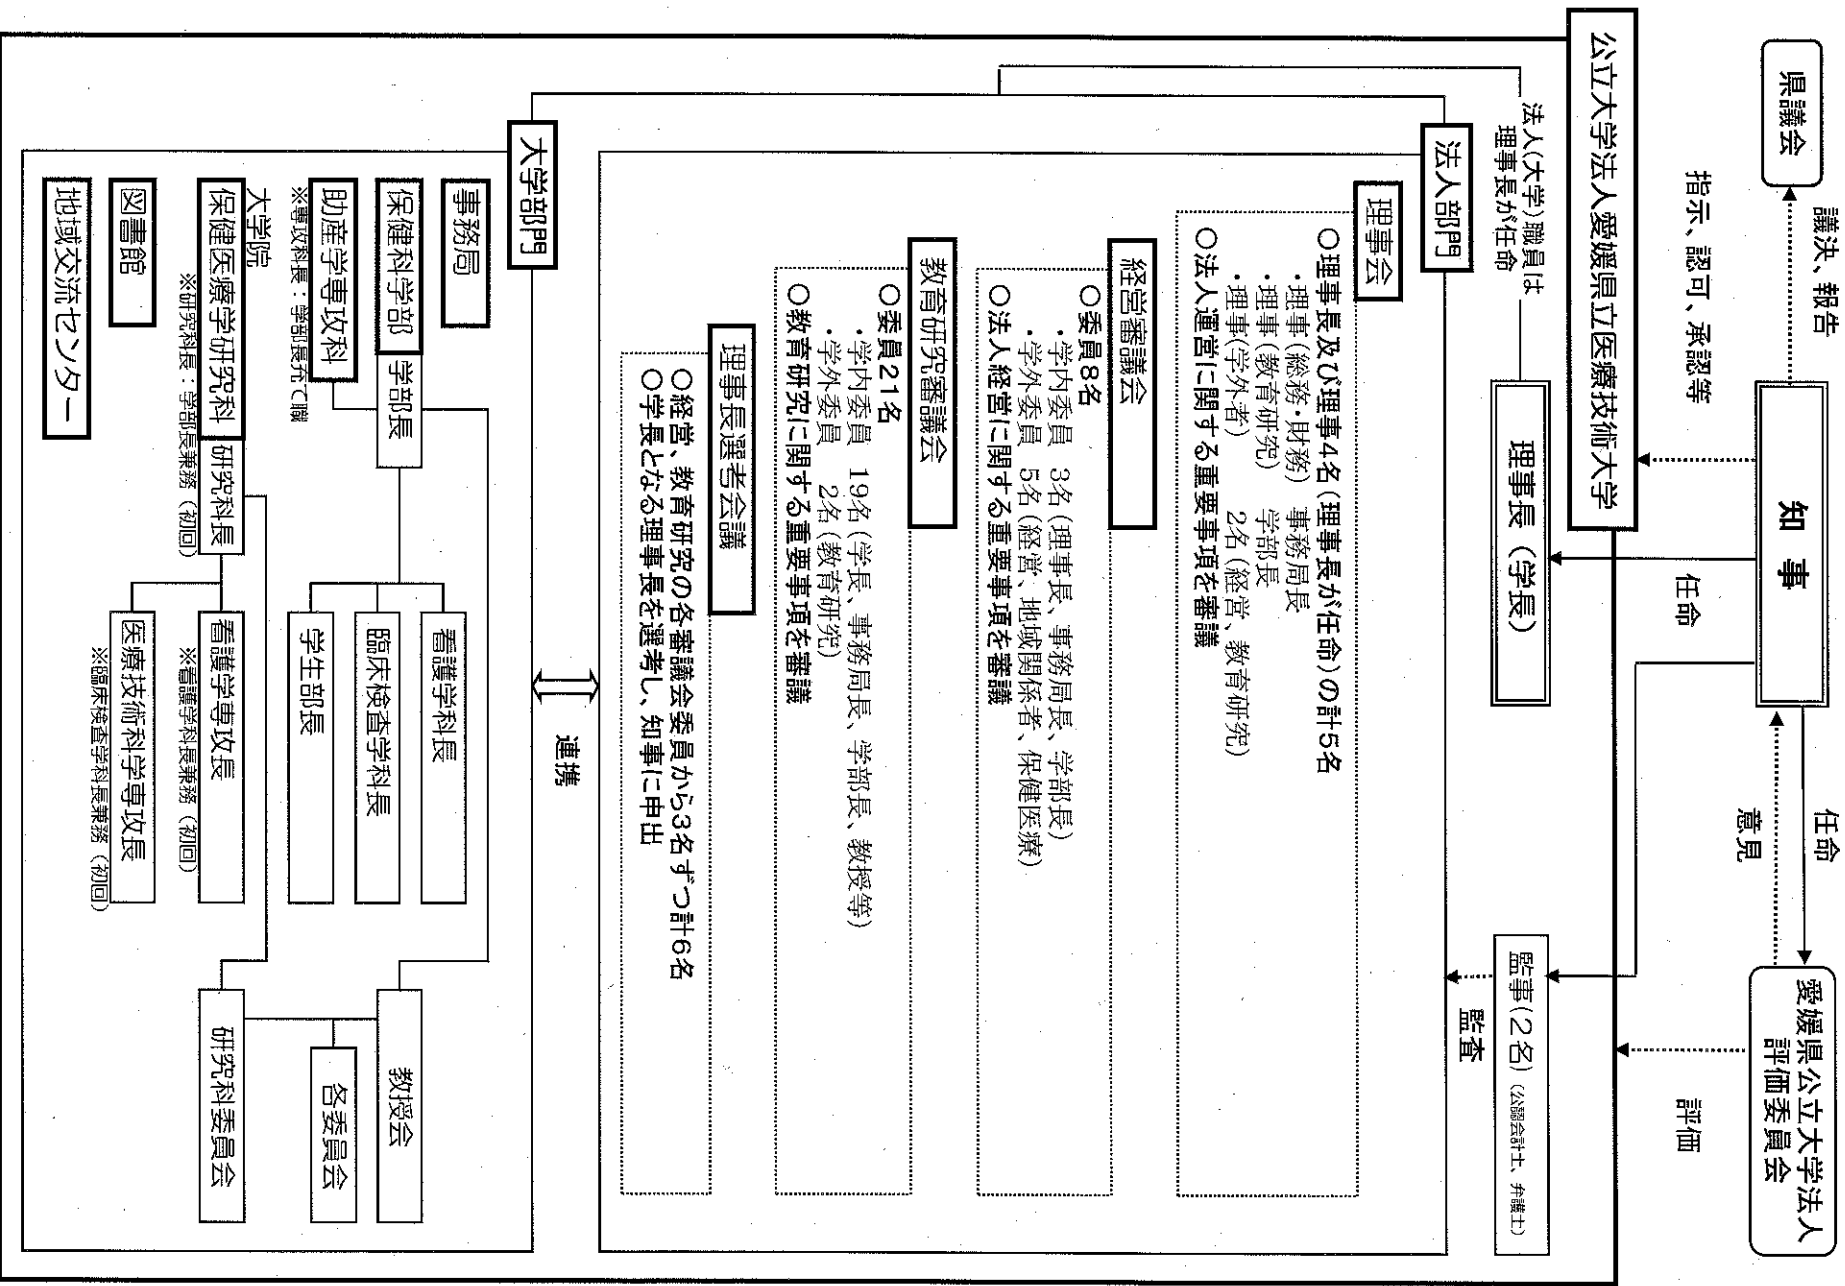 県議会
議決、報告
知　事
任命
意見
愛媛県公立大学法人
評価委員会
指示、認可、承認等
任命
評価
公立大学法人愛媛県立医療技術大学
法人(大学)職員は
理事長が任命
理事長（学長）
監事(2名)（公認会計士、弁護士）
監査
法人部門
理事会
○理事長及び理事4名(理事長が任命)の計5名
・理事(総務・財務)　事務局長
・理事(教育研究)　学部長
・理事(学外者)　2名(経営、教育研究)
○法人運営に関する重要事項を審議
経営審議会
○委員8名
・学内委員　3名(理事長、事務局長、学部長)
・学外委員　5名(経営、地域関係者、保健医療)
○法人経営に関する重要事項を審議
教育研究審議会
○委員21名
・学内委員　19名(学長、事務局長、学部長、教授等)
・学外委員　2名(教育研究)
○教育研究に関する重要事項を審議
理事長選考会議
○経営、教育研究の各審議会委員から3名ずつ計6名
○学長となる理事長を選考し、知事に申出
連携
大学部門
事務局
保健科学部
学部長
看護学科長
臨床検査学科長
学生部長
教授会
各委員会
助産学専攻科
※専攻科長：学部長充て職
大学院
保健医療学研究科
研究科長
※研究科長：学部長兼務（初回）
看護学専攻長
※看護学科長兼務（初回）
医療技術科学専攻長
※臨床検査学科長兼務（初回）
研究科委員会
図書館
地域交流センター